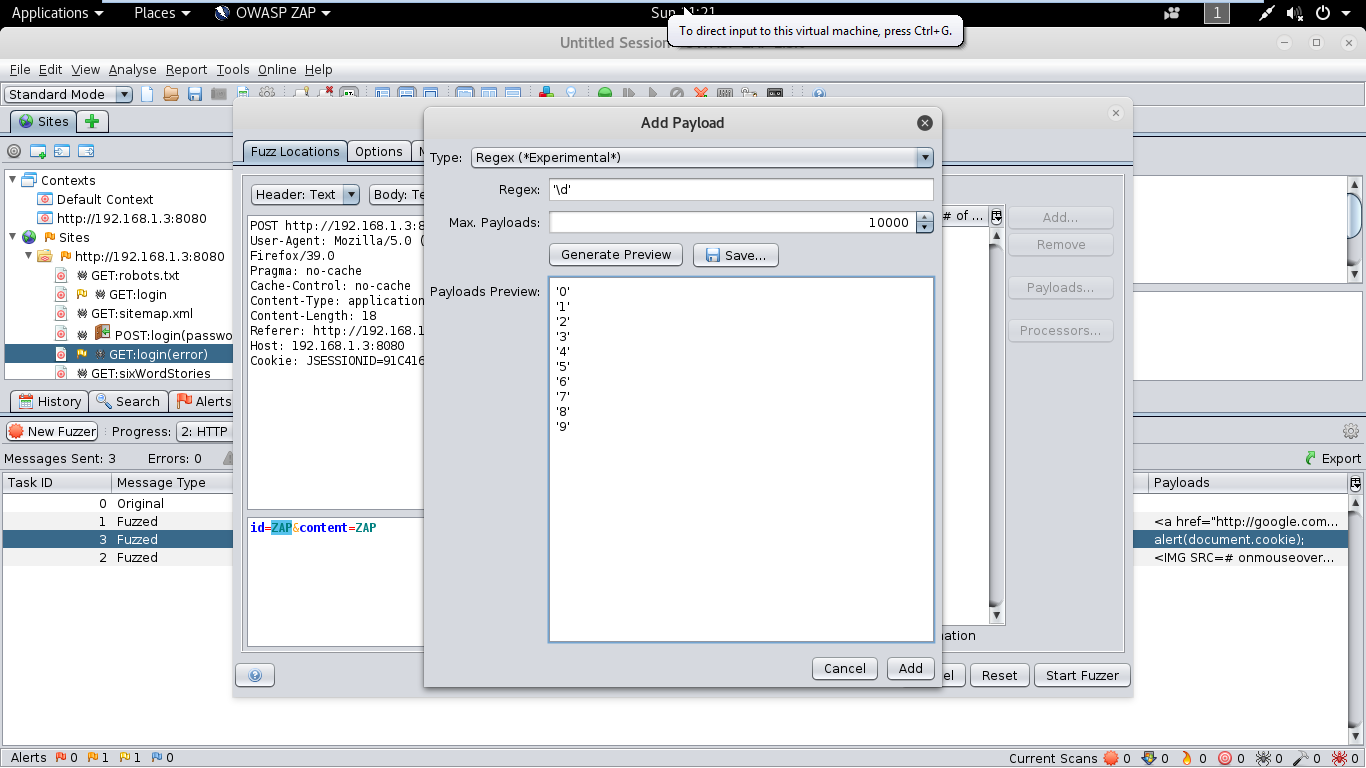 Applications Places OWASP ZAP Sun 1:21 1
To direct input to this virtual machine, press Ctrl+G.
Untitled Session
File Edit View Analyse Report Tools Online Help
Standard Mode
Sites
Contexts
Default Context
http://192.168.1.3:8080
Sites
http://192.168.1.3:8080
GET:robots.txt
GET:login
GET:sitemap.xml
POST:login(passwo
GET:login(error)
GET:sixWordStories
Fuzz Locations Options
Header: Text Body: Te
POST http://192.168.1.3:8
User-Agent: Mozilla/5.0 (
Firefox/39.0
Pragma: no-cache
Cache-Control: no-cache
Content-Type: application
Content-Length: 18
Referer: http://192.168.1
Host: 192.168.1.3:8080
Cookie: JSESSIONID=91C416
id=ZAP&content=ZAP
Add Payload
Type: Regex (*Experimental*)
Regex: '\d'
Max. Payloads: 10000
Generate Preview Save...
Payloads Preview:
'0'
'1'
'2'
'3'
'4'
'5'
'6'
'7'
'8'
'9'
Cancel Add
# of ...
Add...
Remove
Payloads...
Processors...
nation
el Reset Start Fuzzer
History Search Alerts
New Fuzzer Progress: 2: HTTP
Messages Sent: 3 Errors: 0 Export
Task ID Message Type Payloads
0 Original
1 Fuzzed <a href="http://google.com...
3 Fuzzed alert(document.cookie);
2 Fuzzed <IMG SRC=# onmouseover...
Alerts 0 1 1 0 Current Scans 0 0 0 0 0 0 0